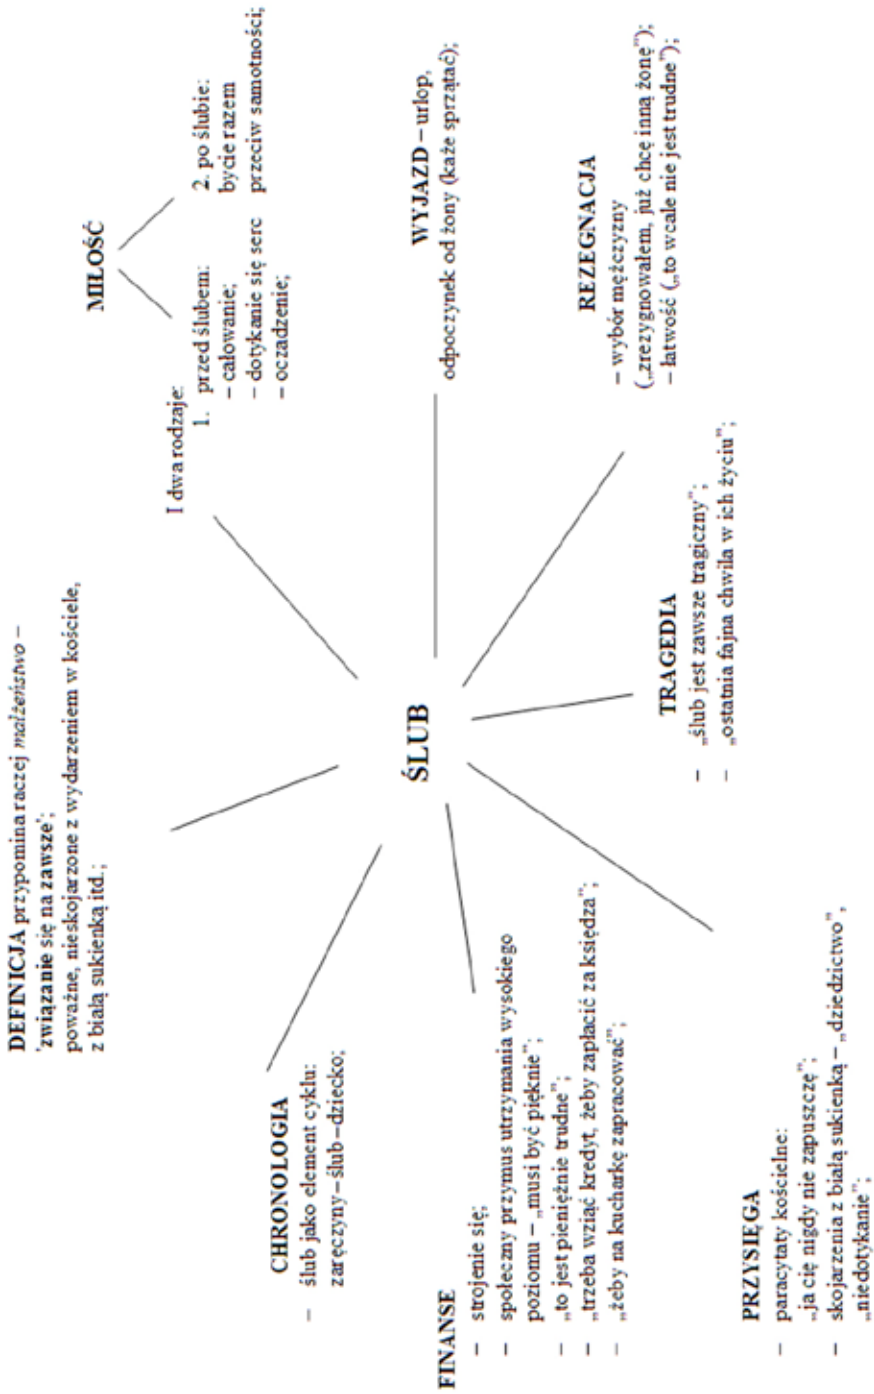 DEFINICJA przypomina raczej małżeństwo –
'związanie się na zawsze';
poważne, nieskojarzone z wydarzeniem w kościele,
z białą sukienką itd.;
MIŁOŚĆ
I dwa rodzaje:
1. przed ślubem:
– całowanie;
– dotykanie się serc
– oczadzenie;
2. po ślubie:
bycie razem
przeciw samotności;
CHRONOLOGIA
– ślub jako element cyklu:
zaręczyny–ślub–dziecko;
ŚLUB
WYJAZD – urlop,
odpoczynek od żony (każe sprzątać);
FINANSE
– strojenie się;
– społeczny przymus utrzymania wysokiego
poziomu – „musi być pięknie”;
– „to jest pieniężnie trudne”;
– „trzeba wziąć kredyt, żeby zapłacić za księdza”;
– „żeby na kucharkę zapracować”;
REZEGNACJA
– wybór mężczyzny
(„zrezygnowałem, już chcę inną żonę”);
– łatwość („to wcale nie jest trudne”);
TRAGEDIA
– „ślub jest zawsze tragiczny”;
– „ostatnia fajna chwila w ich życiu”;
PRZYSIĘGA
– paracytaty kościelne:
„ja cię nigdy nie zapuszczę”;
– skojarzenia z białą sukienką – „dziedzictwo”,
„niedotykanie”;